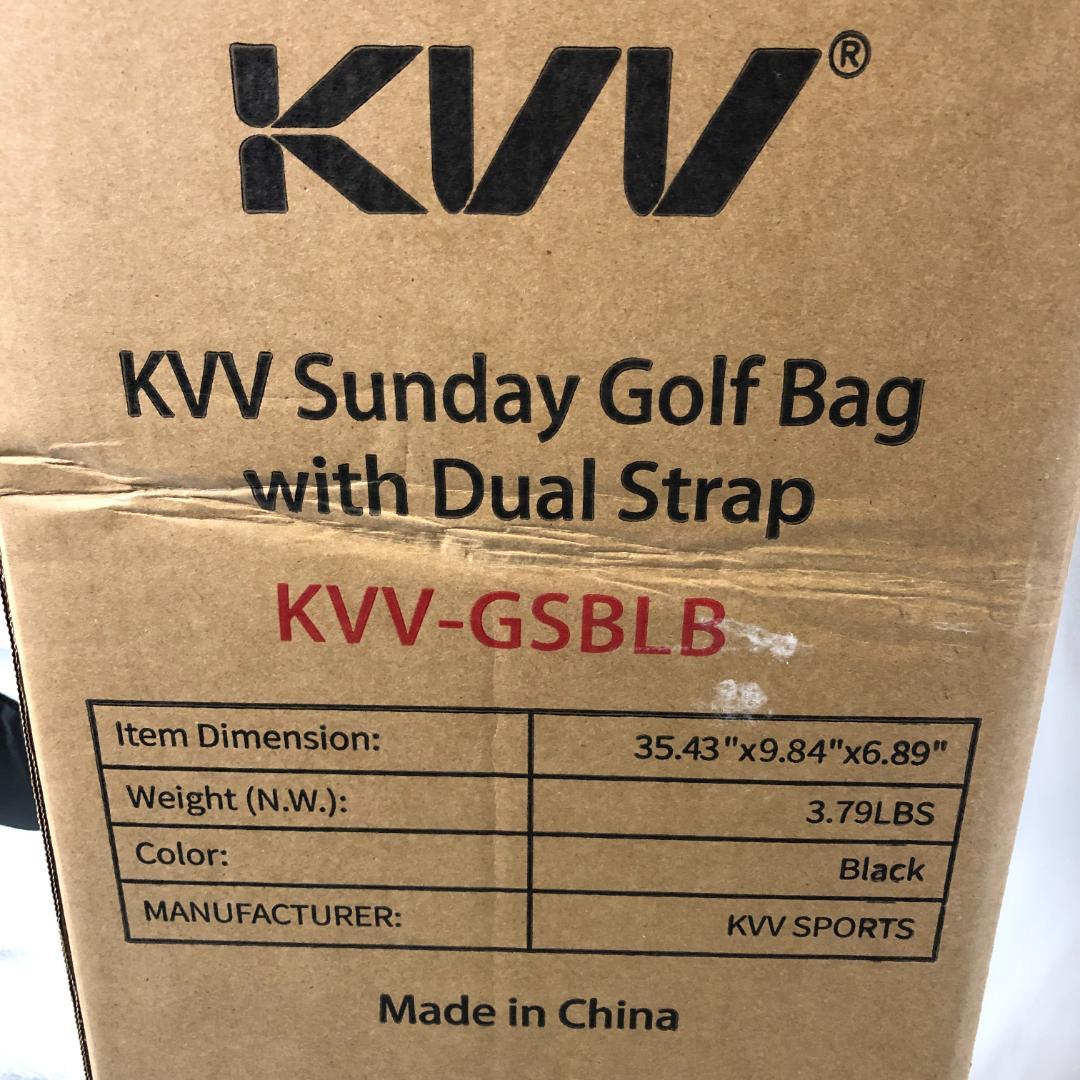 KVV®
KVV Sunday Golf Bag
with Dual Strap
KVV-GSBLB
Item Dimension: 35.43"x9.84"x6.89"
Weight (N.W.): 3.79LBS
Color: Black
MANUFACTURER: KVV SPORTS
Made in China